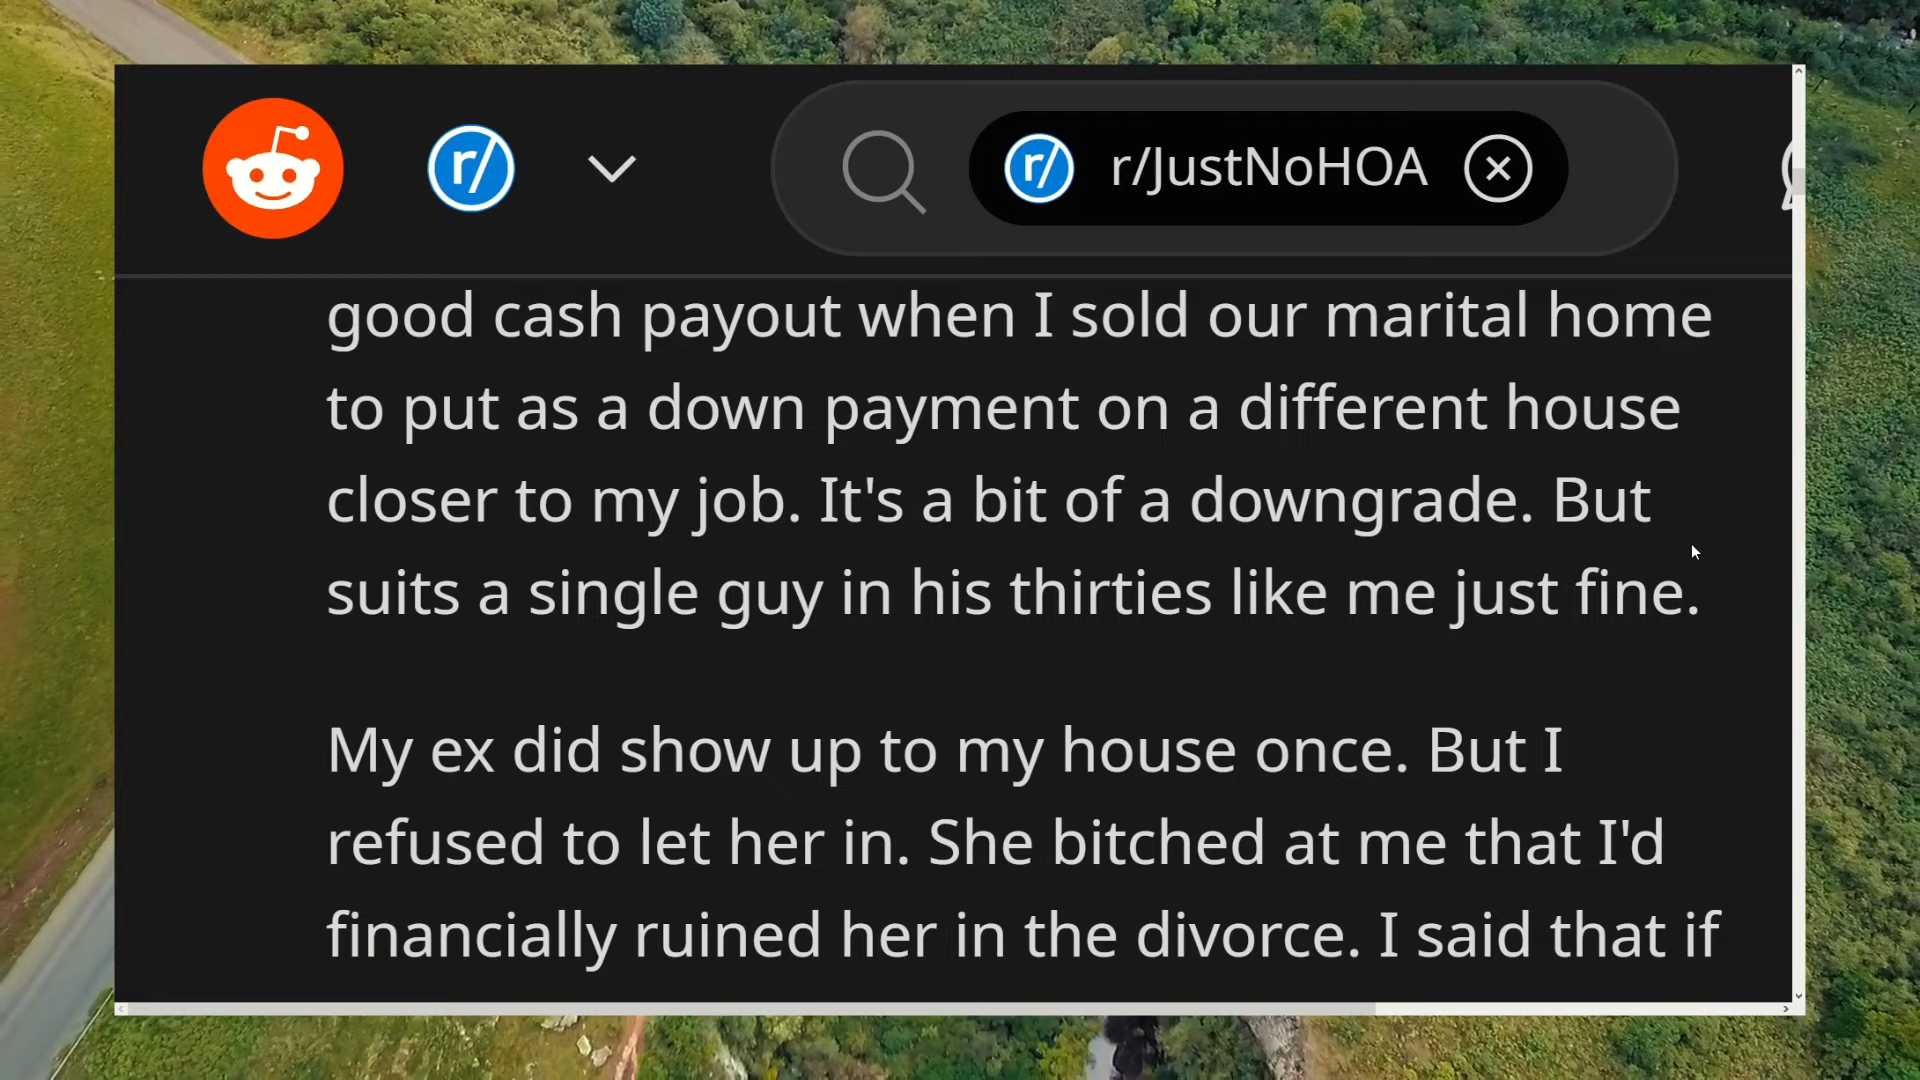 r/ r/ r/JustNoHOA
good cash payout when I sold our marital home
to put as a down payment on a different house
closer to my job. It's a bit of a downgrade. But
suits a single guy in his thirties like me just fine.
My ex did show up to my house once. But I
refused to let her in. She bitched at me that I'd
financially ruined her in the divorce. I said that if